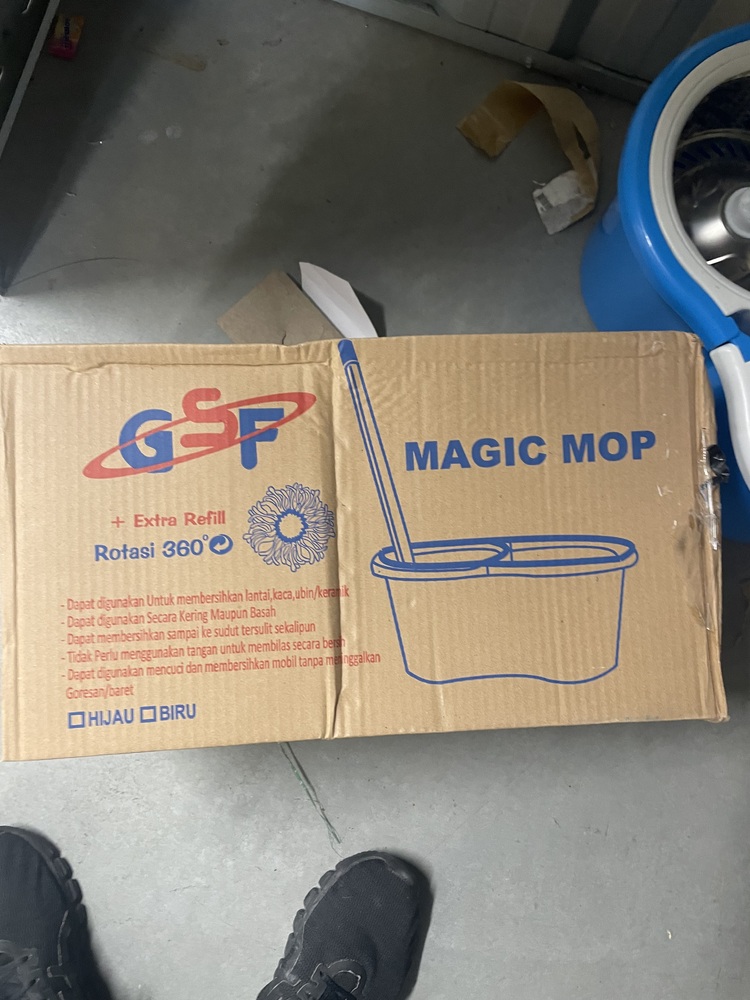 GSF
MAGIC MOP
+ Extra Refill
Rotasi 360°
- Dapat digunakan Untuk membersihkan lantai,kaca,ubin/keramik
- Dapat digunakan Secara Kering Maupun Basah
- Dapat membersihkan sampai ke sudut tersulit sekalipun
- Tidak Perlu menggunakan tangan untuk membilas secara bersih
- Dapat digunakan mencuci dan membersihkan mobil tanpa meninggalkan
Goresan/baret
HIJAU BIRU